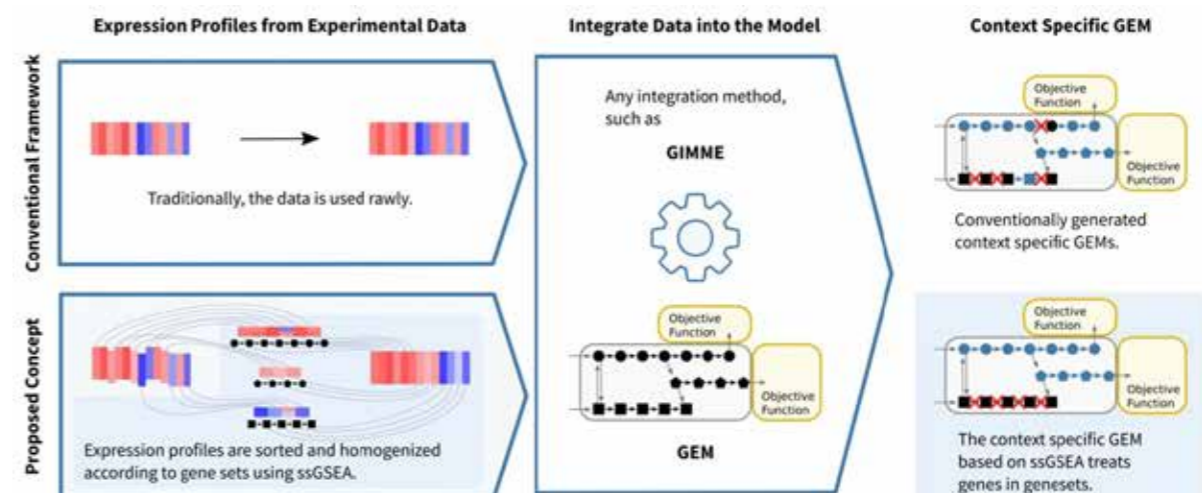 Expression Profiles from Experimental Data
Integrate Data into the Model
Context Specific GEM
Conventional Framework
Traditionally, the data is used rawly.
Any integration method,
such as
GIMME
Objective
Function
Objective
Function
Conventionally generated
context specific GEMs.
Proposed Concept
Expression profiles are sorted and homogenized
according to gene sets using ssGSEA.
Objective
Function
Objective
Function
GEM
Objective
Function
Objective
Function
The context specific GEM
based on ssGSEA treats
genes in genesets.